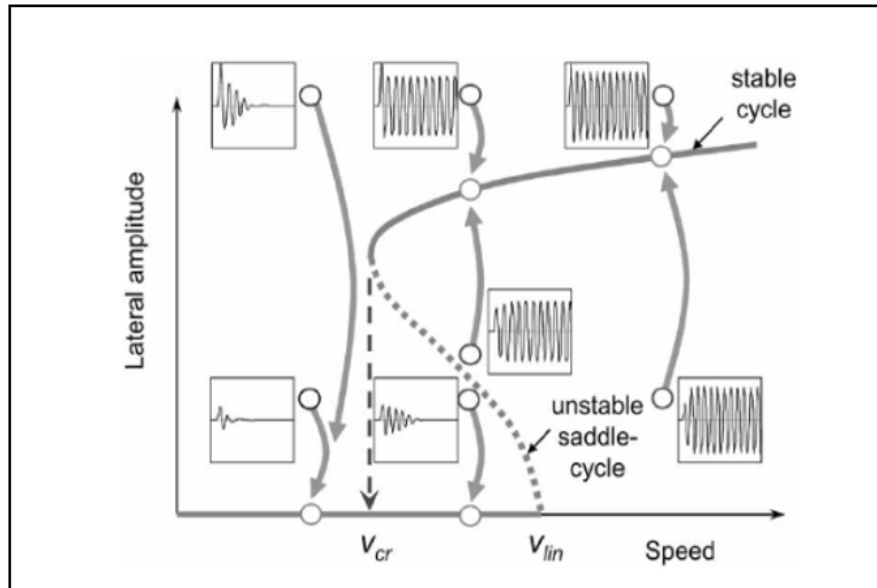 stable
cycle
Lateral amplitude
unstable
saddle-
cycle
v_cr
v_lin
Speed